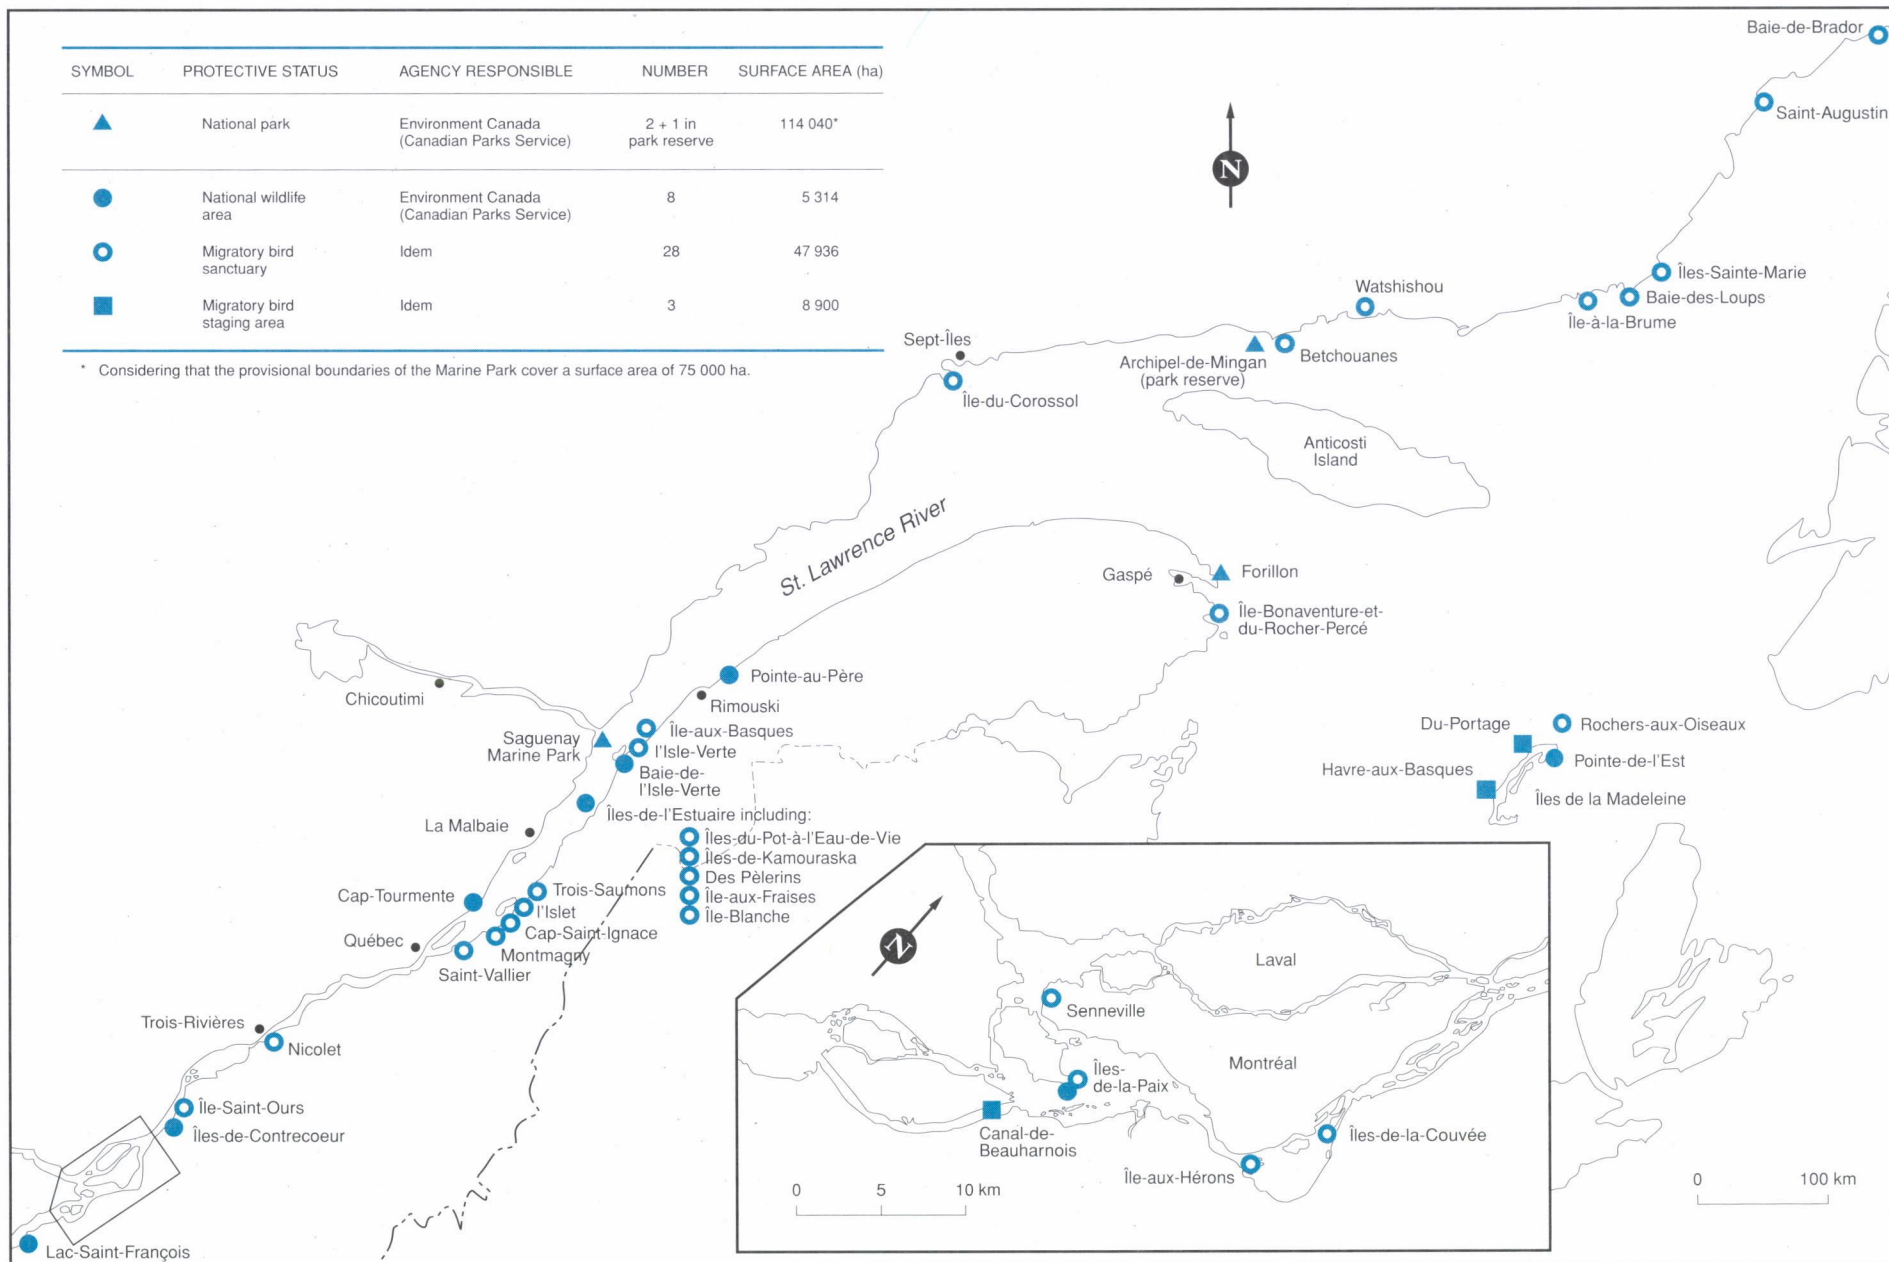 SYMBOL PROTECTIVE STATUS AGENCY RESPONSIBLE NUMBER SURFACE AREA (ha)
National park Environment Canada 2 + 1 in 114 040*
(Canadian Parks Service) park reserve
National wildlife Environment Canada 8 5 314
area (Canadian Parks Service)
Migratory bird Idem 28 47 936
sanctuary
Migratory bird Idem 3 8 900
staging area
* Considering that the provisional boundaries of the Marine Park cover a surface area of 75 000 ha.
N
Baie-de-Brador
Saint-Augustin
Îles-Sainte-Marie
Baie-des-Loups
Île-à-la-Brume
Watshishou
Betchouanes
Archipel-de-Mingan
(park reserve)
Sept-Îles
Île-du-Corossol
Anticosti
Island
St. Lawrence River
Gaspé
Forillon
Île-Bonaventure-et-
du-Rocher-Percé
Chicoutimi
Pointe-au-Père
Rimouski
Île-aux-Basques
l'Isle-Verte
Saguenay
Marine Park
Baie-de-
l'Isle-Verte
Îles-de-l'Estuaire including:
Îles-du-Pot-à-l'Eau-de-Vie
Îles-de-Kamouraska
Des Pèlerins
Île-aux-Fraises
Île-Blanche
Du-Portage
Rochers-aux-Oiseaux
Havre-aux-Basques
Pointe-de-l'Est
Îles de la Madeleine
La Malbaie
Cap-Tourmente
Trois-Saumons
l'Islet
Cap-Saint-Ignace
Montmagny
Québec
Saint-Vallier
Trois-Rivières
Nicolet
Île-Saint-Ours
Îles-de-Contrecoeur
Lac-Saint-François
N
Laval
Senneville
Montréal
Îles-
de-la-Paix
Canal-de-
Beauharnois
Îles-de-la-Couvée
Île-aux-Hérons
0 5 10 km
0 100 km